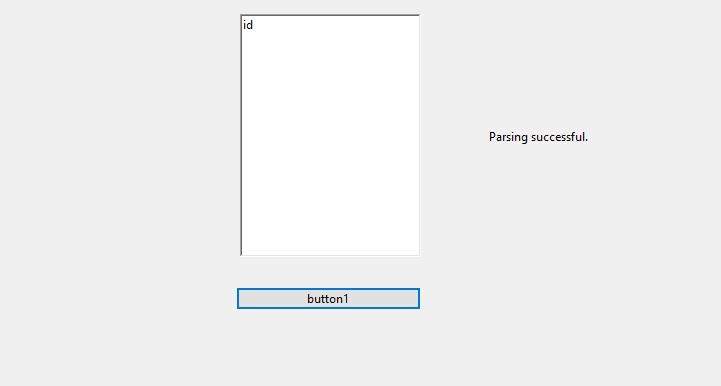 id
Parsing successful.
button1